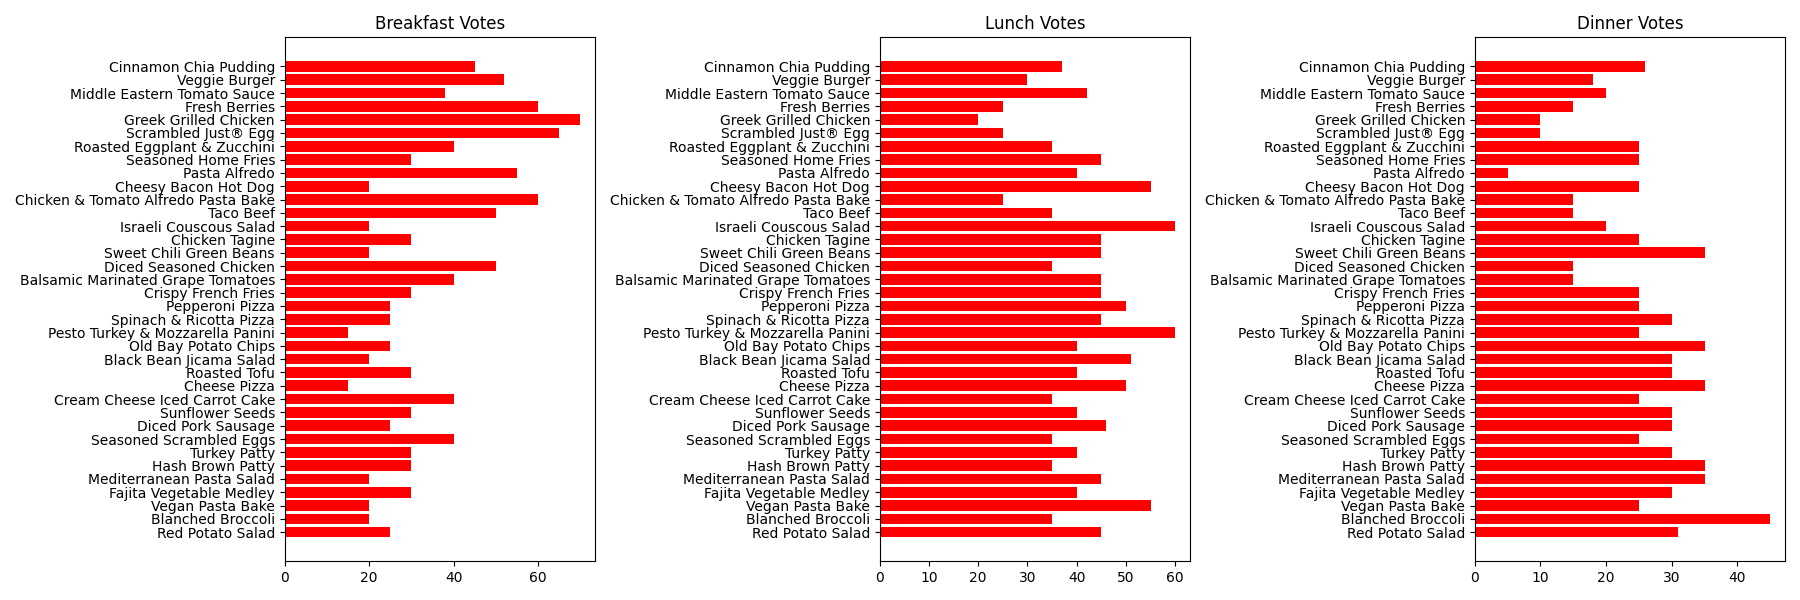 Breakfast Votes
Cinnamon Chia Pudding
Veggie Burger
Middle Eastern Tomato Sauce
Fresh Berries
Greek Grilled Chicken
Scrambled Just® Egg
Roasted Eggplant & Zucchini
Seasoned Home Fries
Pasta Alfredo
Cheesy Bacon Hot Dog
Chicken & Tomato Alfredo Pasta Bake
Taco Beef
Israeli Couscous Salad
Chicken Tagine
Sweet Chili Green Beans
Diced Seasoned Chicken
Balsamic Marinated Grape Tomatoes
Crispy French Fries
Pepperoni Pizza
Spinach & Ricotta Pizza
Pesto Turkey & Mozzarella Panini
Old Bay Potato Chips
Black Bean Jicama Salad
Roasted Tofu
Cheese Pizza
Cream Cheese Iced Carrot Cake
Sunflower Seeds
Diced Pork Sausage
Seasoned Scrambled Eggs
Turkey Patty
Hash Brown Patty
Mediterranean Pasta Salad
Fajita Vegetable Medley
Vegan Pasta Bake
Blanched Broccoli
Red Potato Salad
0 20 40 60
Lunch Votes
Cinnamon Chia Pudding
Veggie Burger
Middle Eastern Tomato Sauce
Fresh Berries
Greek Grilled Chicken
Scrambled Just® Egg
Roasted Eggplant & Zucchini
Seasoned Home Fries
Pasta Alfredo
Cheesy Bacon Hot Dog
Chicken & Tomato Alfredo Pasta Bake
Taco Beef
Israeli Couscous Salad
Chicken Tagine
Sweet Chili Green Beans
Diced Seasoned Chicken
Balsamic Marinated Grape Tomatoes
Crispy French Fries
Pepperoni Pizza
Spinach & Ricotta Pizza
Pesto Turkey & Mozzarella Panini
Old Bay Potato Chips
Black Bean Jicama Salad
Roasted Tofu
Cheese Pizza
Cream Cheese Iced Carrot Cake
Sunflower Seeds
Diced Pork Sausage
Seasoned Scrambled Eggs
Turkey Patty
Hash Brown Patty
Mediterranean Pasta Salad
Fajita Vegetable Medley
Vegan Pasta Bake
Blanched Broccoli
Red Potato Salad
0 10 20 30 40 50 60
Dinner Votes
Cinnamon Chia Pudding
Veggie Burger
Middle Eastern Tomato Sauce
Fresh Berries
Greek Grilled Chicken
Scrambled Just® Egg
Roasted Eggplant & Zucchini
Seasoned Home Fries
Pasta Alfredo
Cheesy Bacon Hot Dog
Chicken & Tomato Alfredo Pasta Bake
Taco Beef
Israeli Couscous Salad
Chicken Tagine
Sweet Chili Green Beans
Diced Seasoned Chicken
Balsamic Marinated Grape Tomatoes
Crispy French Fries
Pepperoni Pizza
Spinach & Ricotta Pizza
Pesto Turkey & Mozzarella Panini
Old Bay Potato Chips
Black Bean Jicama Salad
Roasted Tofu
Cheese Pizza
Cream Cheese Iced Carrot Cake
Sunflower Seeds
Diced Pork Sausage
Seasoned Scrambled Eggs
Turkey Patty
Hash Brown Patty
Mediterranean Pasta Salad
Fajita Vegetable Medley
Vegan Pasta Bake
Blanched Broccoli
Red Potato Salad
0 10 20 30 40